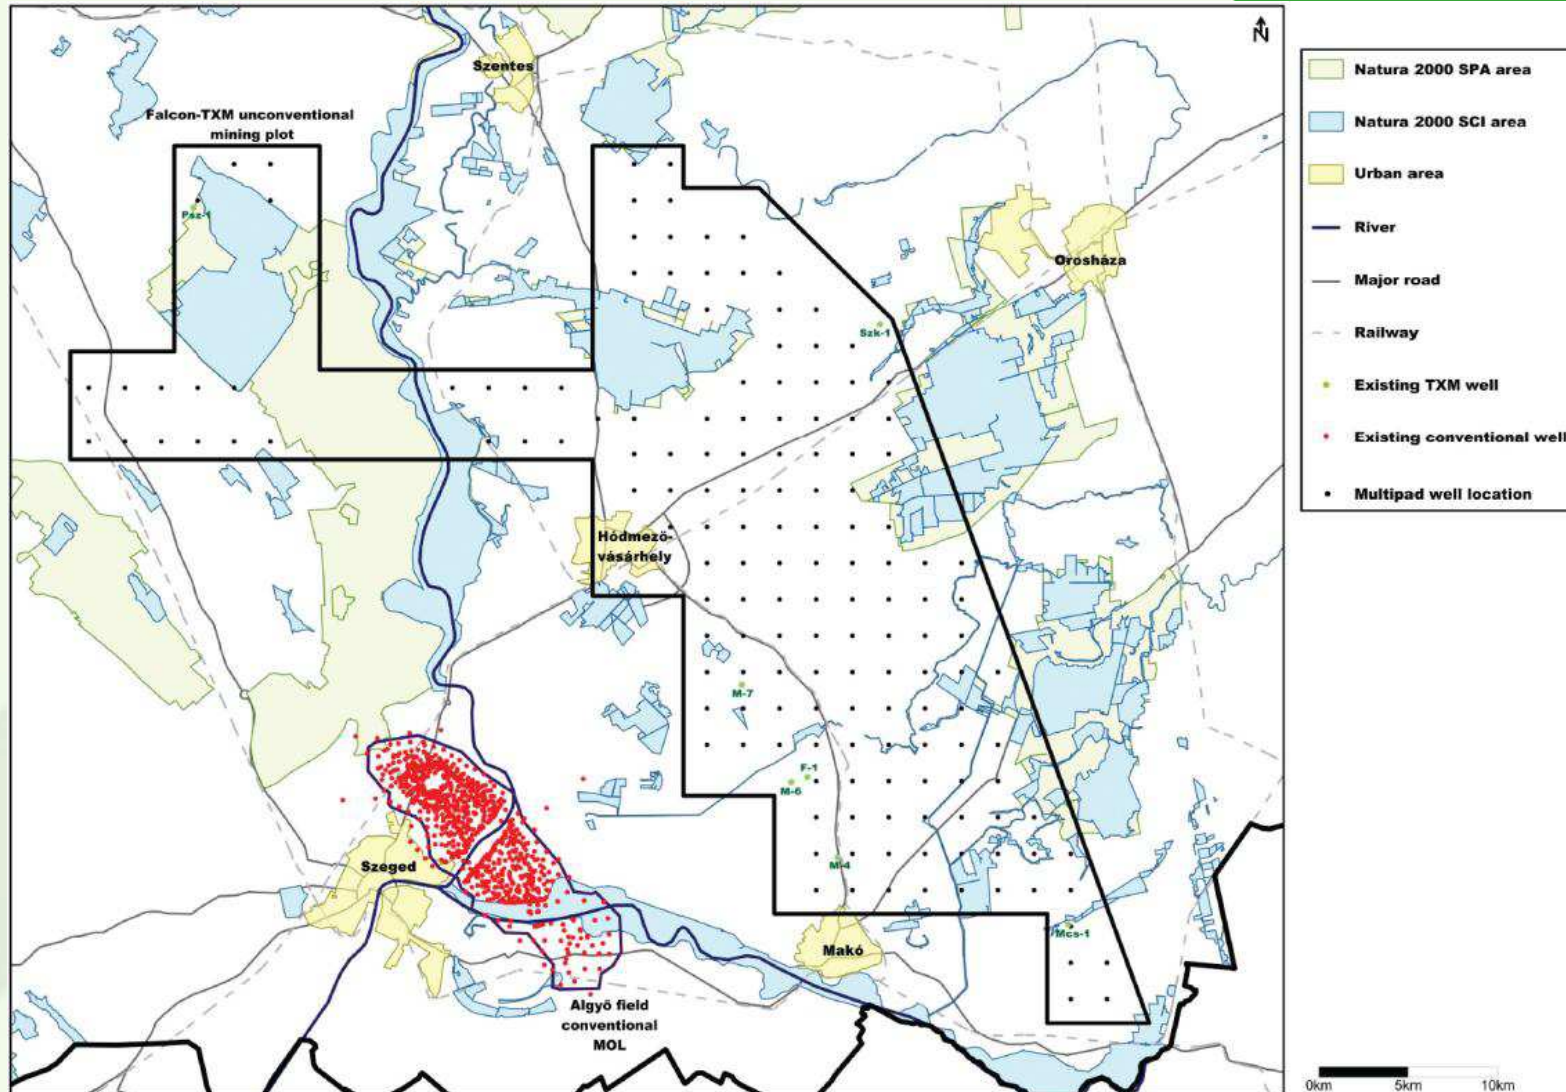 N
Szentes
Falcon-TXM unconventional
mining plot
Psz-1
Orosháza
Szk-1
Hódmező-
vásárhely
M-7
F-1
M-6
M-4
Szeged
Makó
Mcs-1
Algyő field
conventional
MOL
Natura 2000 SPA area
Natura 2000 SCI area
Urban area
River
Major road
Railway
Existing TXM well
Existing conventional well
Multipad well location
0km 5km 10km